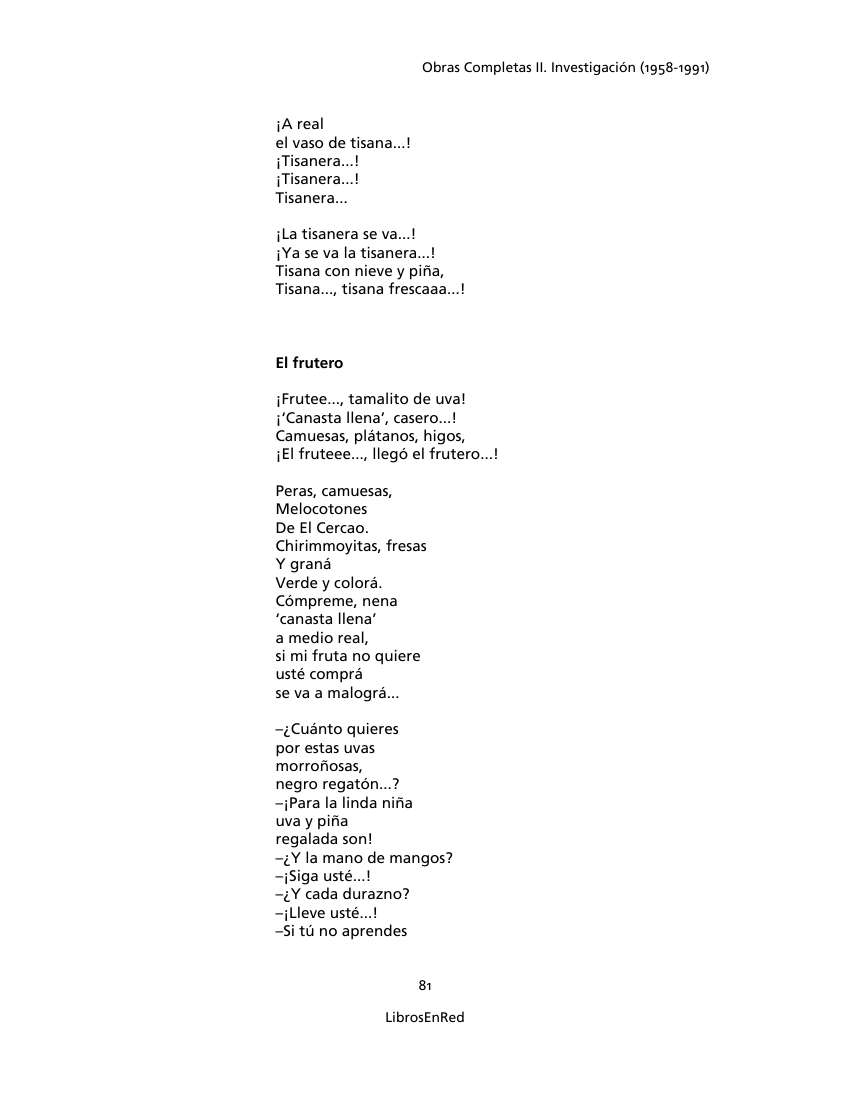 Obras Completas II. Investigación (1958-1991)
¡A real
el vaso de tisana...!
¡Tisanera...!
¡Tisanera...!
Tisanera...
¡La tisanera se va...!
¡Ya se va la tisanera...!
Tisana con nieve y piña,
Tisana..., tisana frescaaa...!
El frutero
¡Frutee..., tamalito de uva!
¡‘Canasta llena’, casero...!
Camuesas, plátanos, higos,
¡El fruteee..., llegó el frutero...!
Peras, camuesas,
Melocotones
De El Cercao.
Chirimmoyitas, fresas
Y graná
Verde y colorá.
Cómpreme, nena
‘canasta llena’
a medio real,
si mi fruta no quiere
usté comprá
se va a malográ...
–¿Cuánto quieres
por estas uvas
morroñosas,
negro regatón...?
–¡Para la linda niña
uva y piña
regalada son!
–¿Y la mano de mangos?
–¡Siga usté...!
–¿Y cada durazno?
–¡Lleve usté...!
–Si tú no aprendes
81
LibrosEnRed